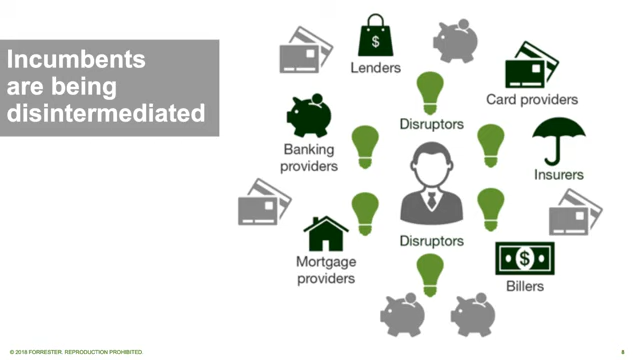 Incumbents
are being
disintermediated
$
Lenders
Card providers
Disruptors
Banking
providers
Insurers
Disruptors
Mortgage
providers
$
Billers
© 2018 FORRESTER. REPRODUCTION PROHIBITED.
8